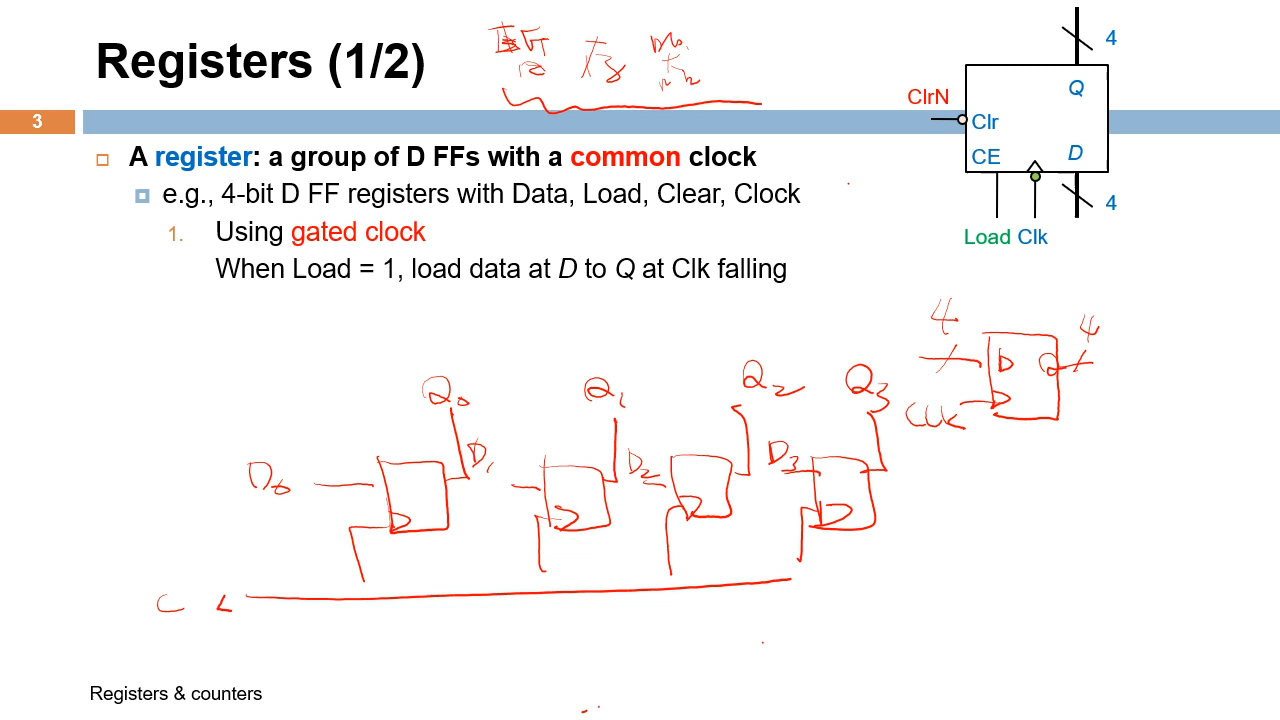 Registers (1/2)
4
ClrN
Q
3
Clr
CE
D
A register: a group of D FFs with a common clock
e.g., 4-bit D FF registers with Data, Load, Clear, Clock
4
1. Using gated clock
Load Clk
When Load = 1, load data at D to Q at Clk falling
4
4
D
Q
CLK
Q0
Q1
Q2
Q3
D0
D1
D2
D3
Registers & counters